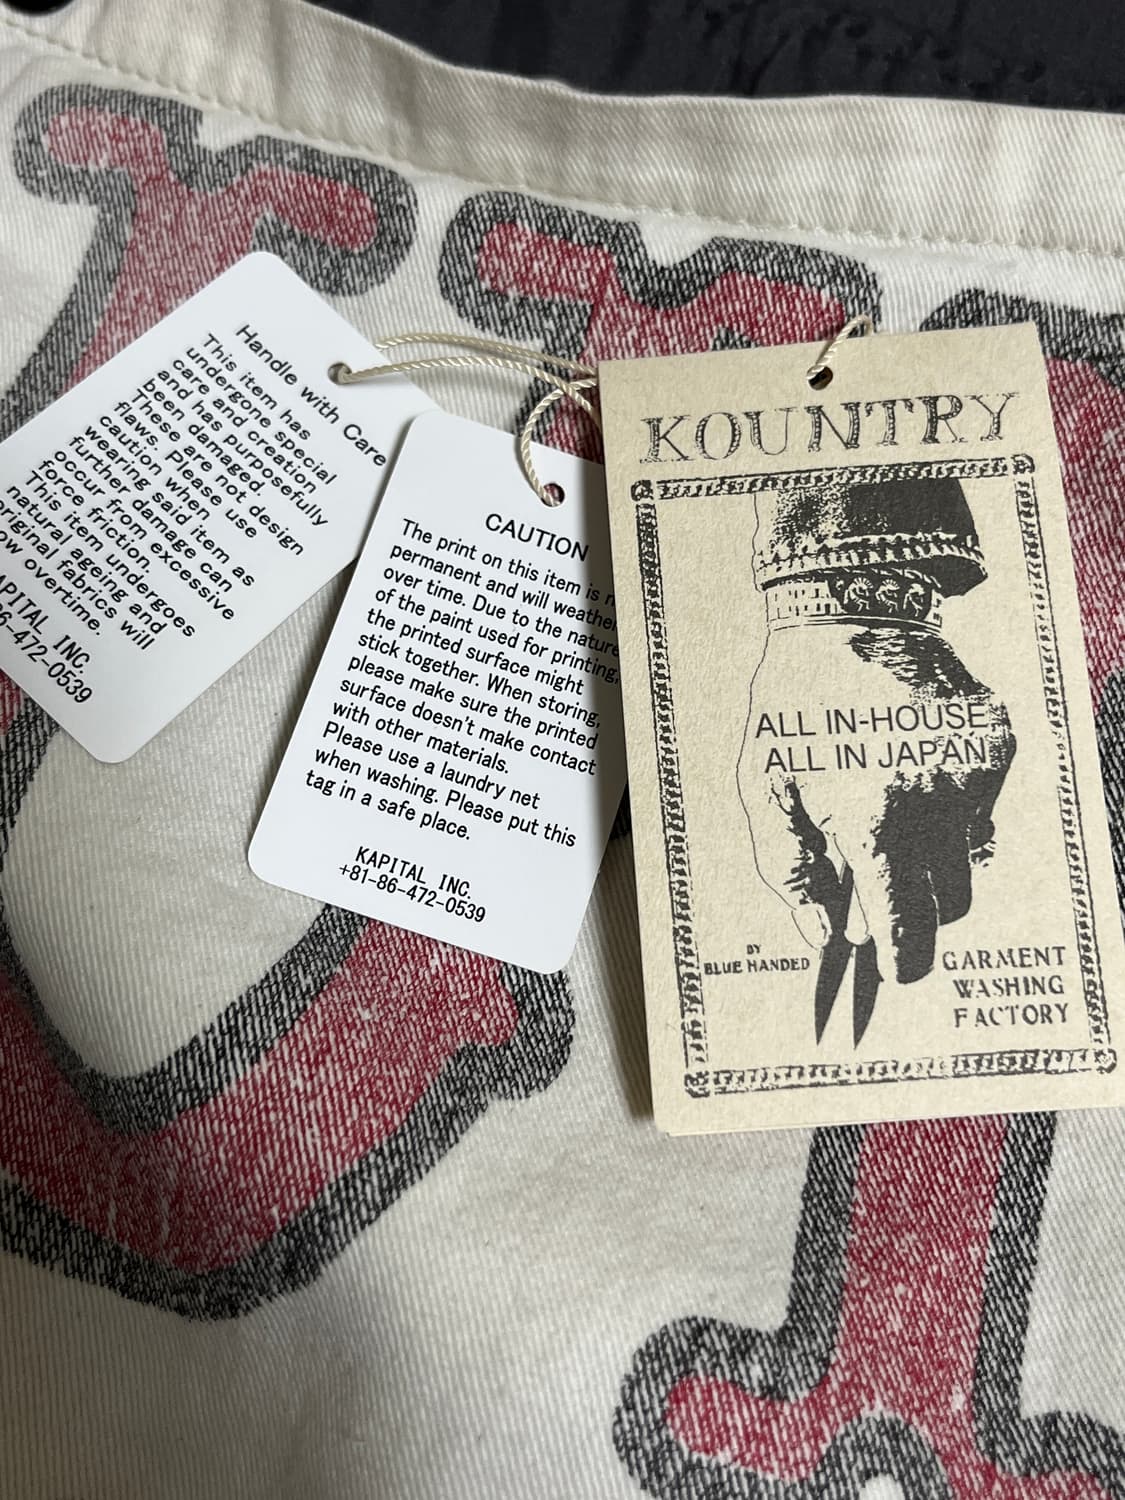 Handle with Care
This item has
undergone special
care and creation
and has purposefully
been damaged.
These are not design
flaws. Please use
caution when
wearing said item as
further damage can
occur from excessive
force friction.
This item undergoes
natural ageing and
original fabrics will
overtime.
KAPITAL INC.
86-472-0539
CAUTION
The print on this item is
permanent and will weather
over time. Due to the nature
of the paint used for printing,
the printed surface might
stick together. When storing,
please make sure the printed
surface doesn't make contact
with other materials.
Please use a laundry net
when washing. Please put this
tag in a safe place.
KAPITAL INC.
+81-86-472-0539
KOUNTRY
ALL IN-HOUSE
ALL IN JAPAN
BY
BLUE HANDED
GARMENT
WASHING
FACTORY